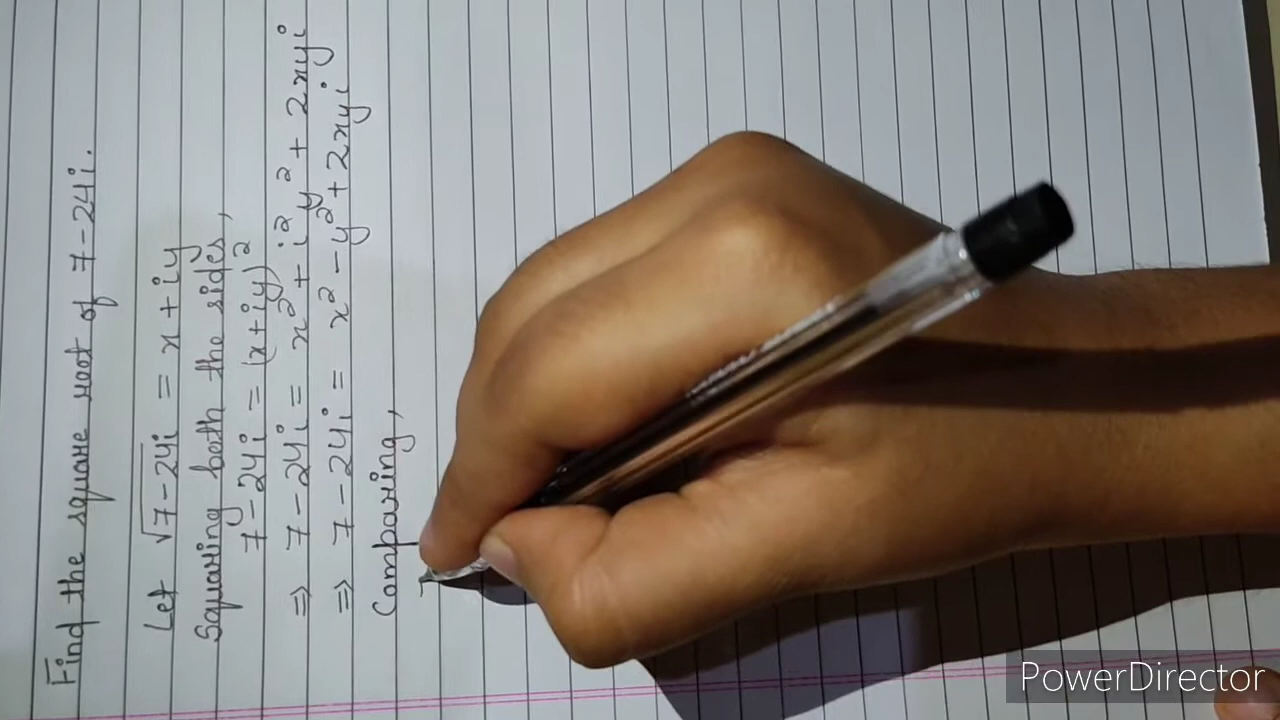 Find the square root of 7-24i.
Let √7-24i = x+iy
Squaring both the sides,
7-24i = (x+iy)²
⇒ 7-24i = x²+i²y²+2xyi
⇒ 7-24i = x²-y²+2xyi
Comparing,
7
PowerDirector